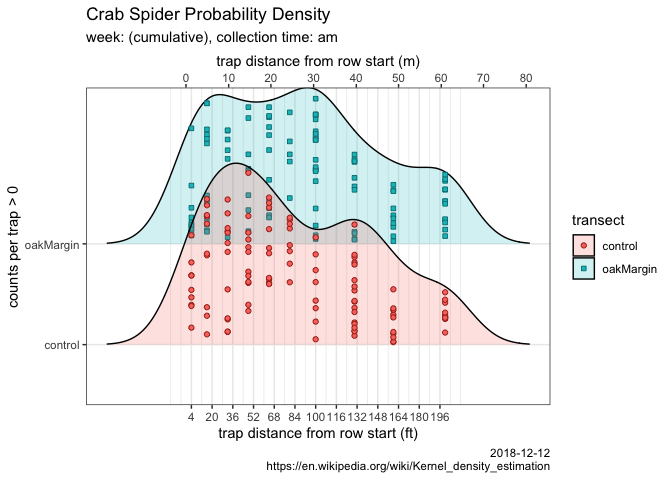 Crab Spider Probability Density
week: (cumulative), collection time: am
trap distance from row start (m)
0 10 20 30 40 50 60 70 80
counts per trap > 0
oakMargin
control
transect
control
oakMargin
4 20 36 52 68 84 100 116 132 148 164 180 196
trap distance from row start (ft)
2018-12-12
https://en.wikipedia.org/wiki/Kernel_density_estimation